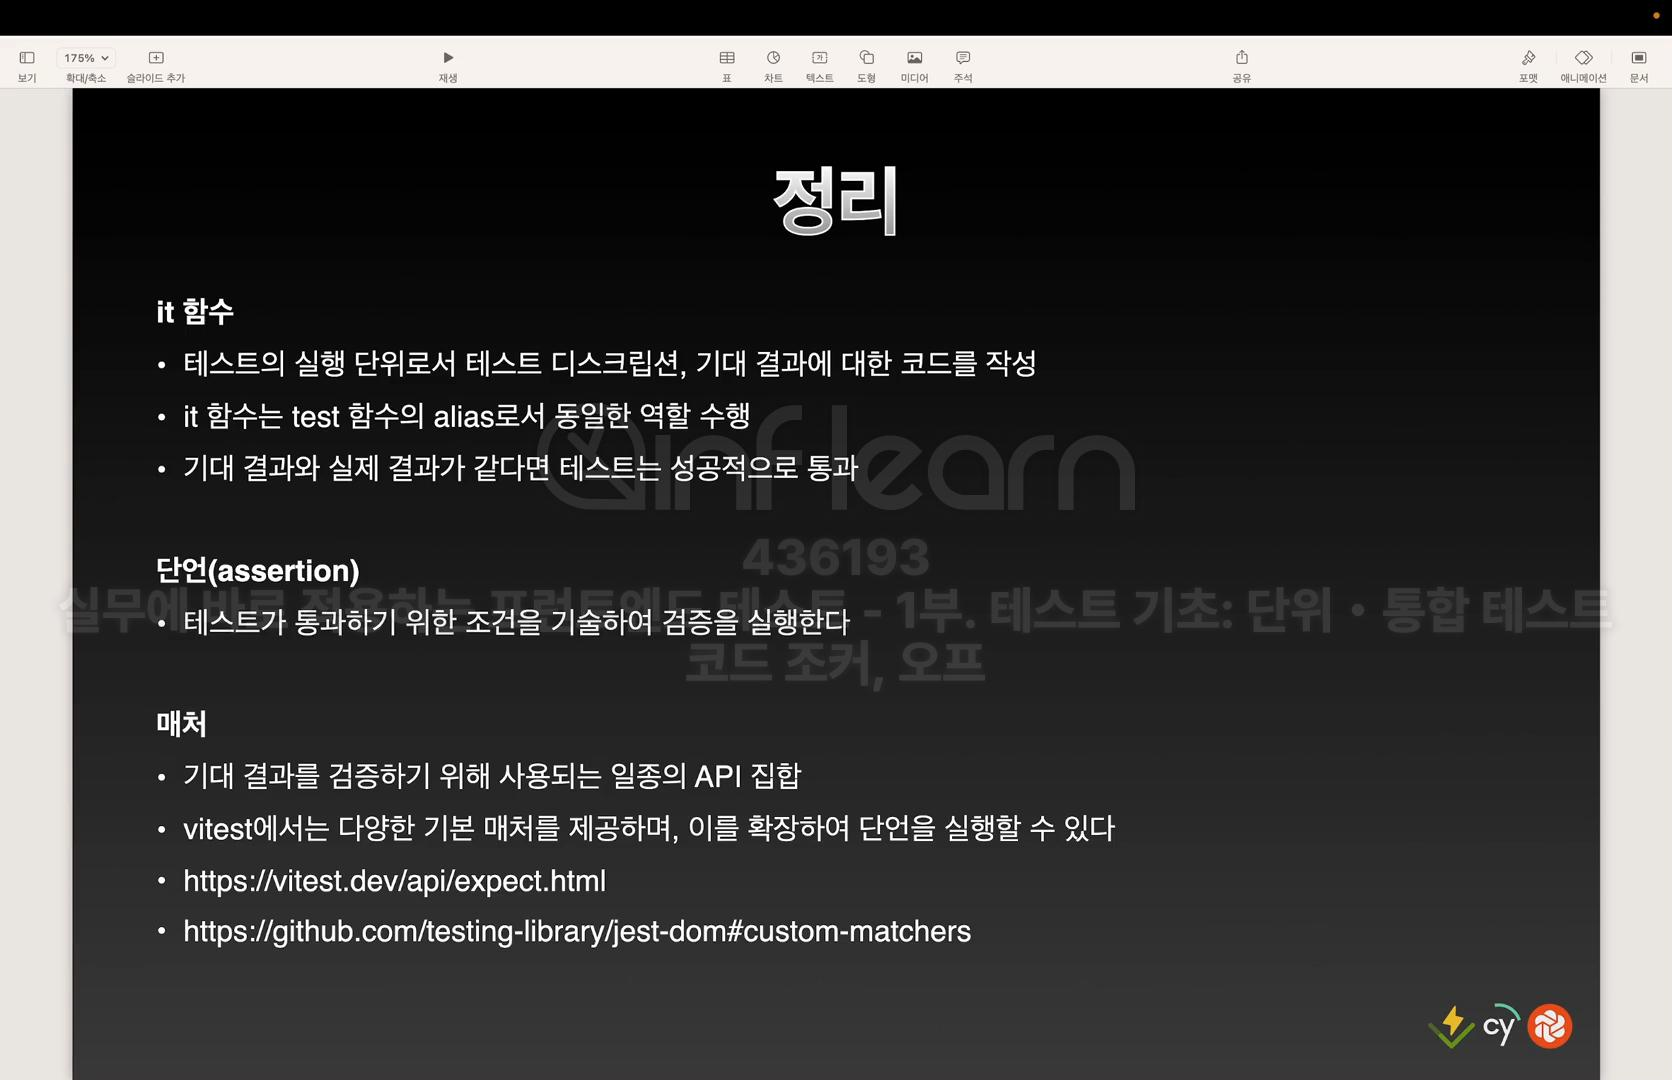 175%
보기
확대/축소
슬라이드 추가
재생
표
차트
텍스트
도형
미디어
주석
공유
포맷
애니메이션
문서
정리
it 함수
• 테스트의 실행 단위로서 테스트 디스크립션, 기대 결과에 대한 코드를 작성
• it 함수는 test 함수의 alias로서 동일한 역할 수행
• 기대 결과와 실제 결과가 같다면 테스트는 성공적으로 통과
inflearn
436193
단언(assertion)
실무에 바로 적용하는 프런트엔드 테스트 - 1부. 테스트 기초: 단위・통합 테스트
• 테스트가 통과하기 위한 조건을 기술하여 검증을 실행한다
코드 조커, 오프
매처
• 기대 결과를 검증하기 위해 사용되는 일종의 API 집합
• vitest에서는 다양한 기본 매처를 제공하며, 이를 확장하여 단언을 실행할 수 있다
• https://vitest.dev/api/expect.html
• https://github.com/testing-library/jest-dom#custom-matchers
cy